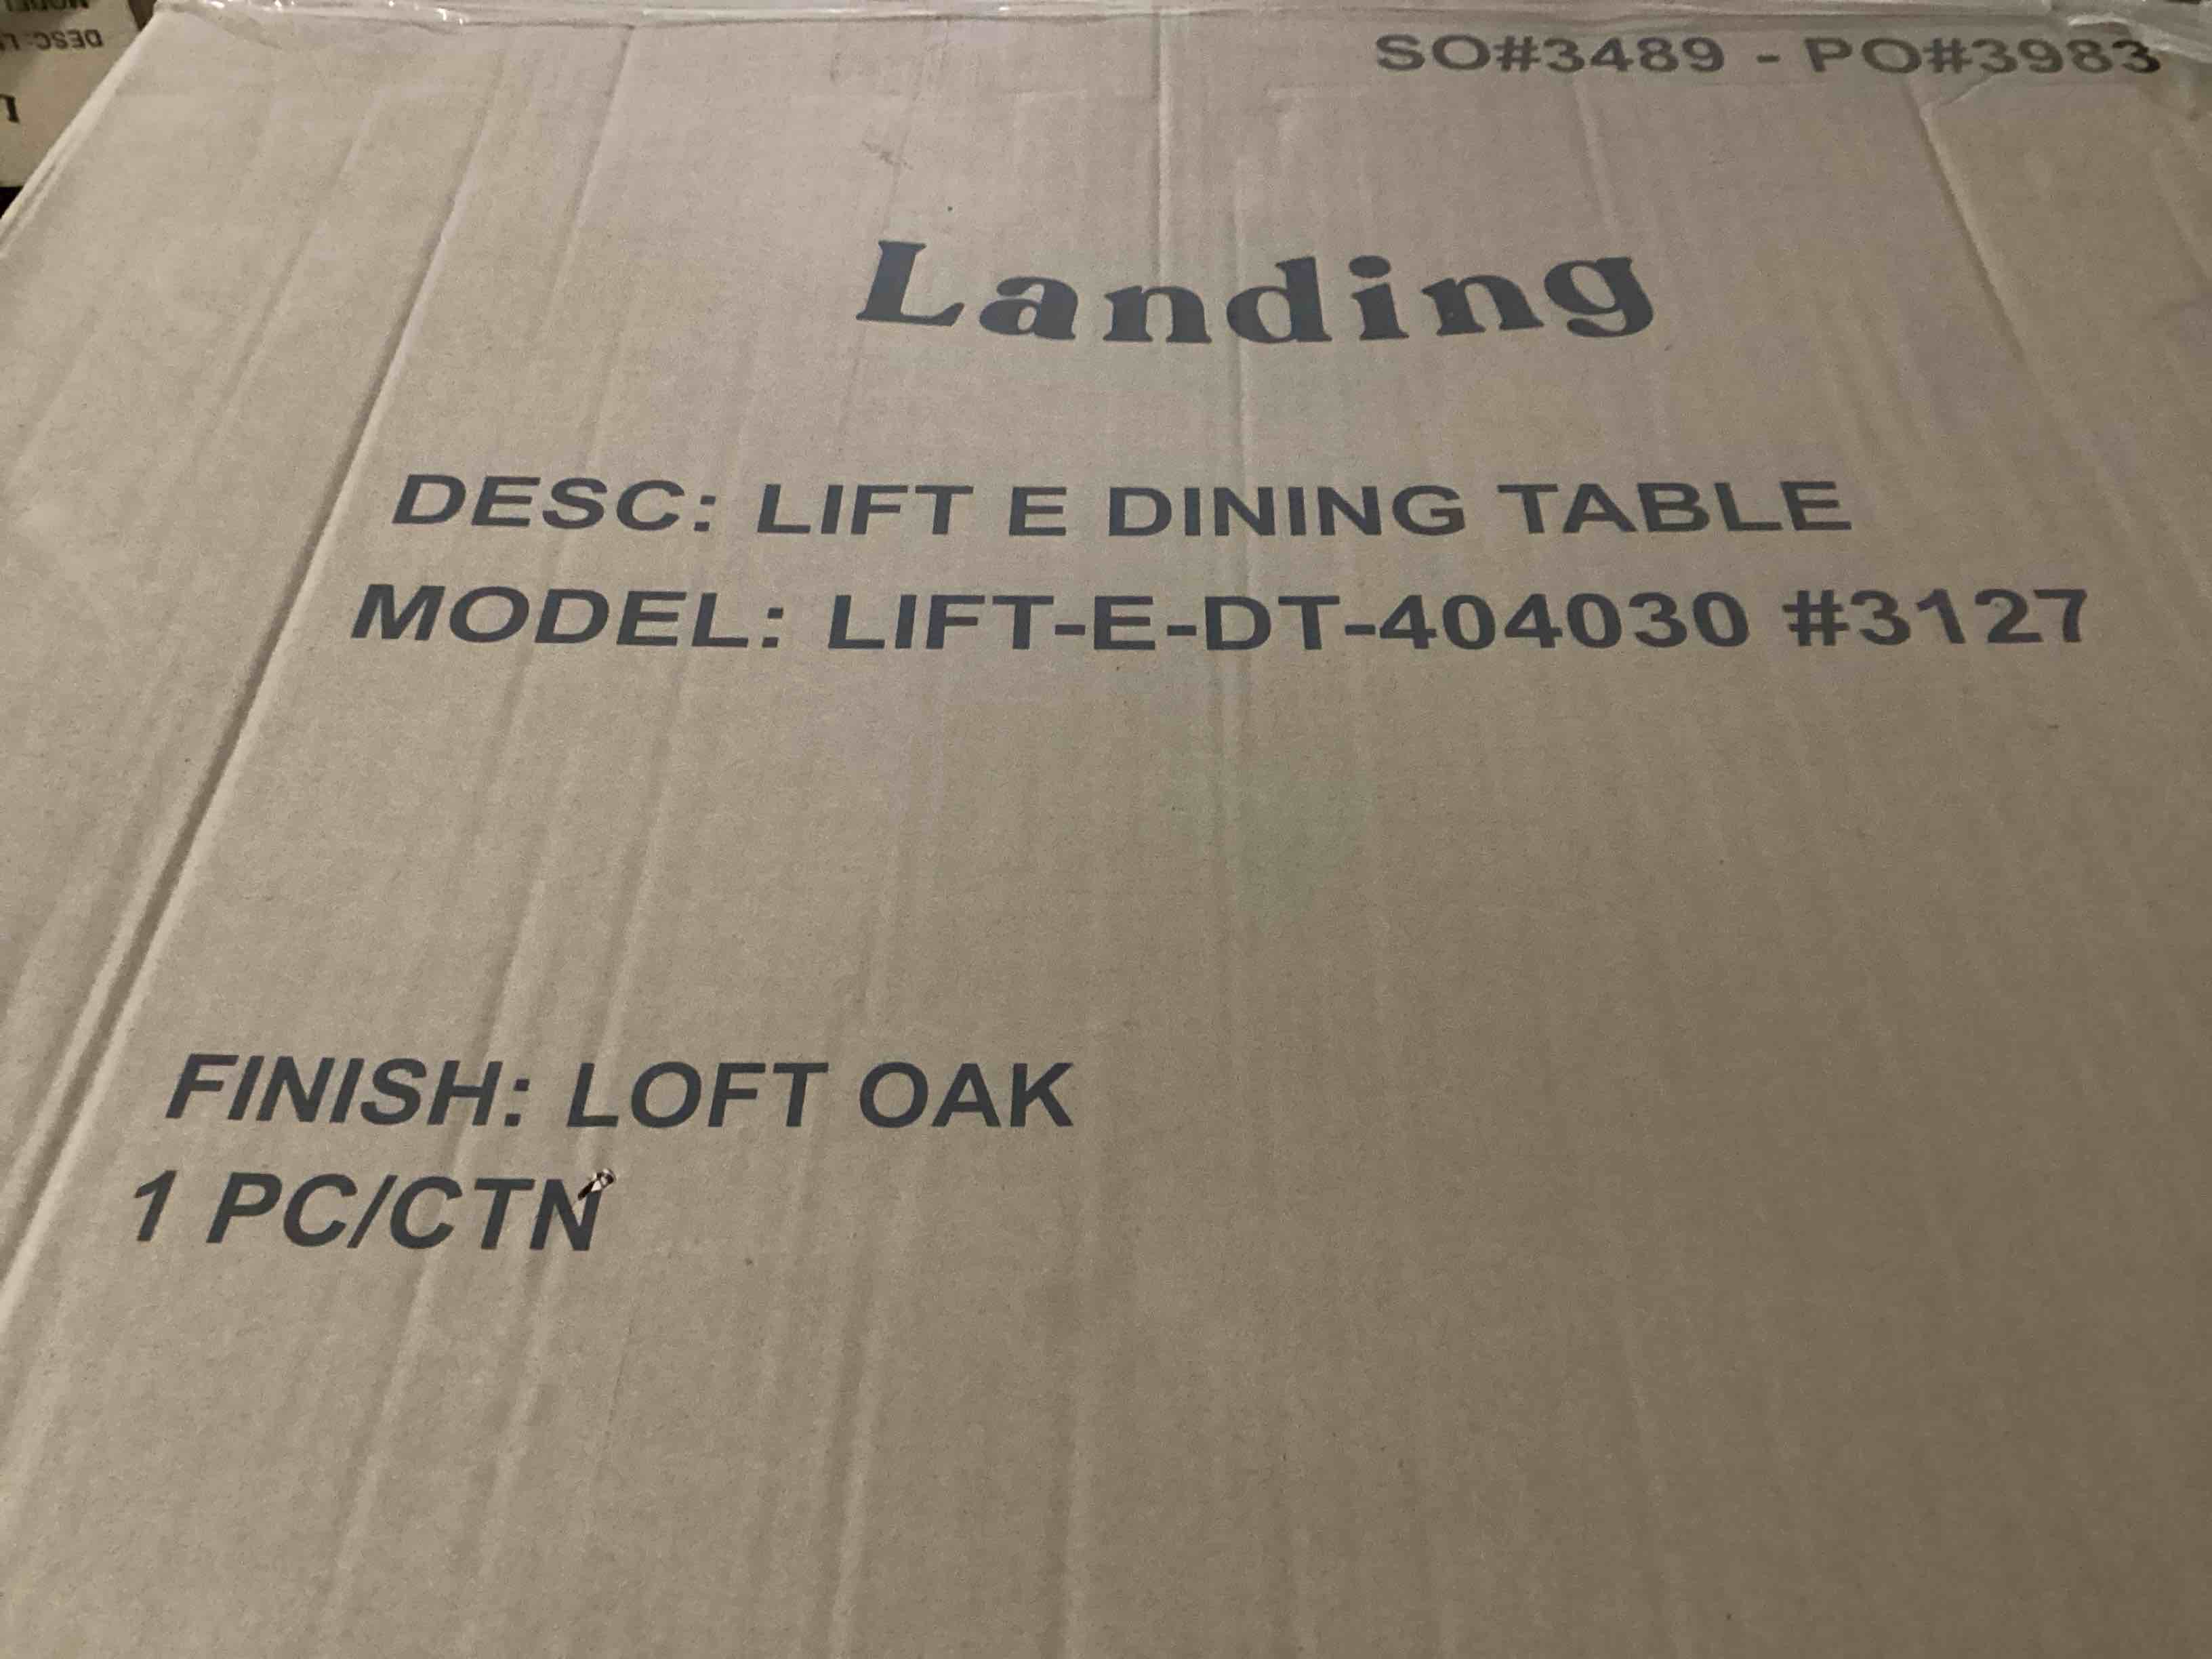 SO#3489 - PO#3983
Landing
DESC: LIFT E DINING TABLE
MODEL: LIFT-E-DT-404030 #3127
FINISH: LOFT OAK
1 PC/CTN
DESC: L